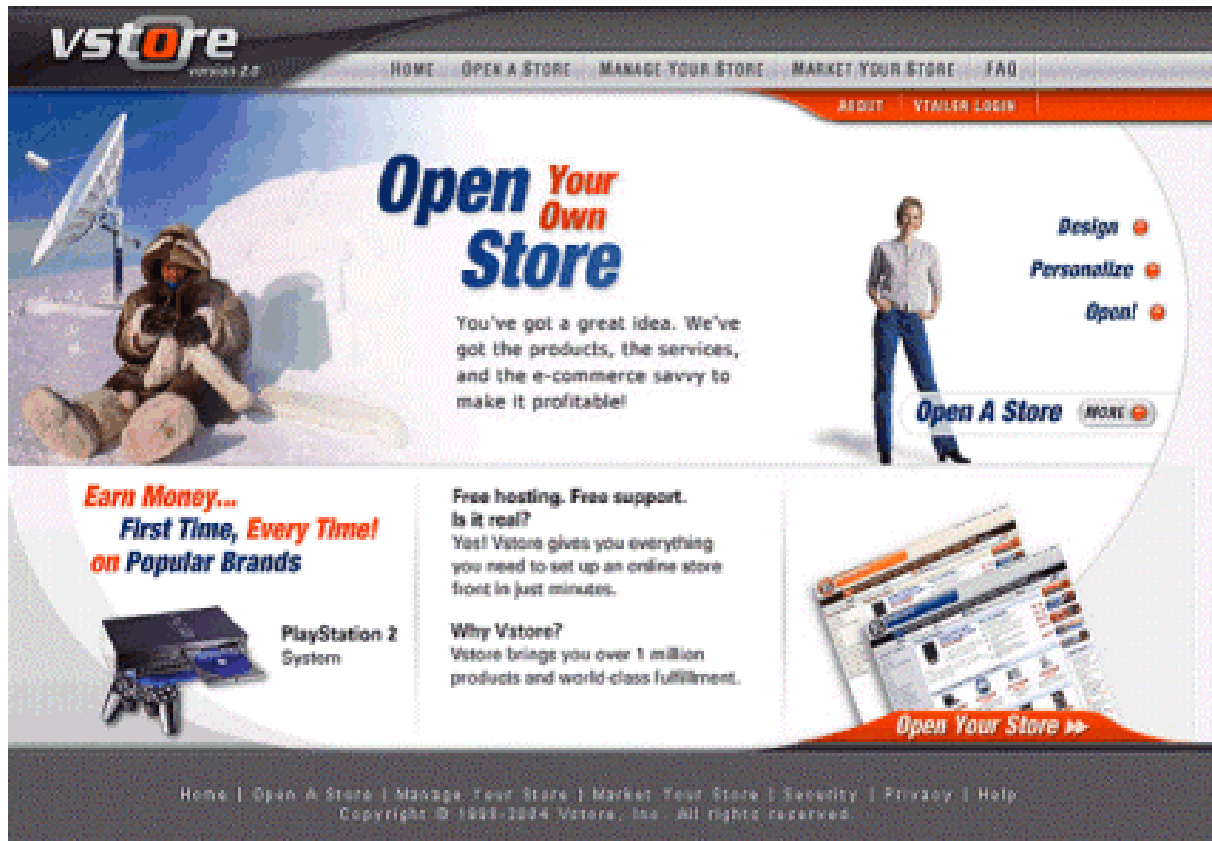 vstore
version 2.0
HOME OPEN A STORE MANAGE YOUR STORE MARKET YOUR STORE FAQ
ABOUT VTAILER LOGIN
Open Your Own Store
You've got a great idea. We've
got the products, the services,
and the e-commerce savvy to
make it profitable!
Design
Personalize
Open!
Open A Store MORE
Earn Money...
First Time, Every Time!
on Popular Brands
PlayStation 2
System
Free hosting. Free support.
Is it real?
Yes! Vstore gives you everything
you need to set up an online store
front in just minutes.
Why Vstore?
Vstore brings you over 1 million
products and world-class fulfillment.
Open Your Store
Home | Open A Store | Manage Your Store | Market Your Store | Security | Privacy | Help
Copyright © -2004 Vstore, Inc. All rights reserved.